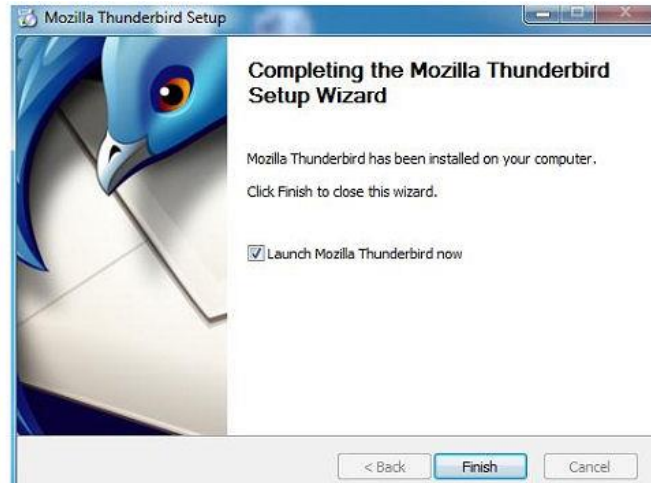 Mozilla Thunderbird Setup
Completing the Mozilla Thunderbird
Setup Wizard
Mozilla Thunderbird has been installed on your computer.
Click Finish to close this wizard.
Launch Mozilla Thunderbird now
< Back Finish Cancel